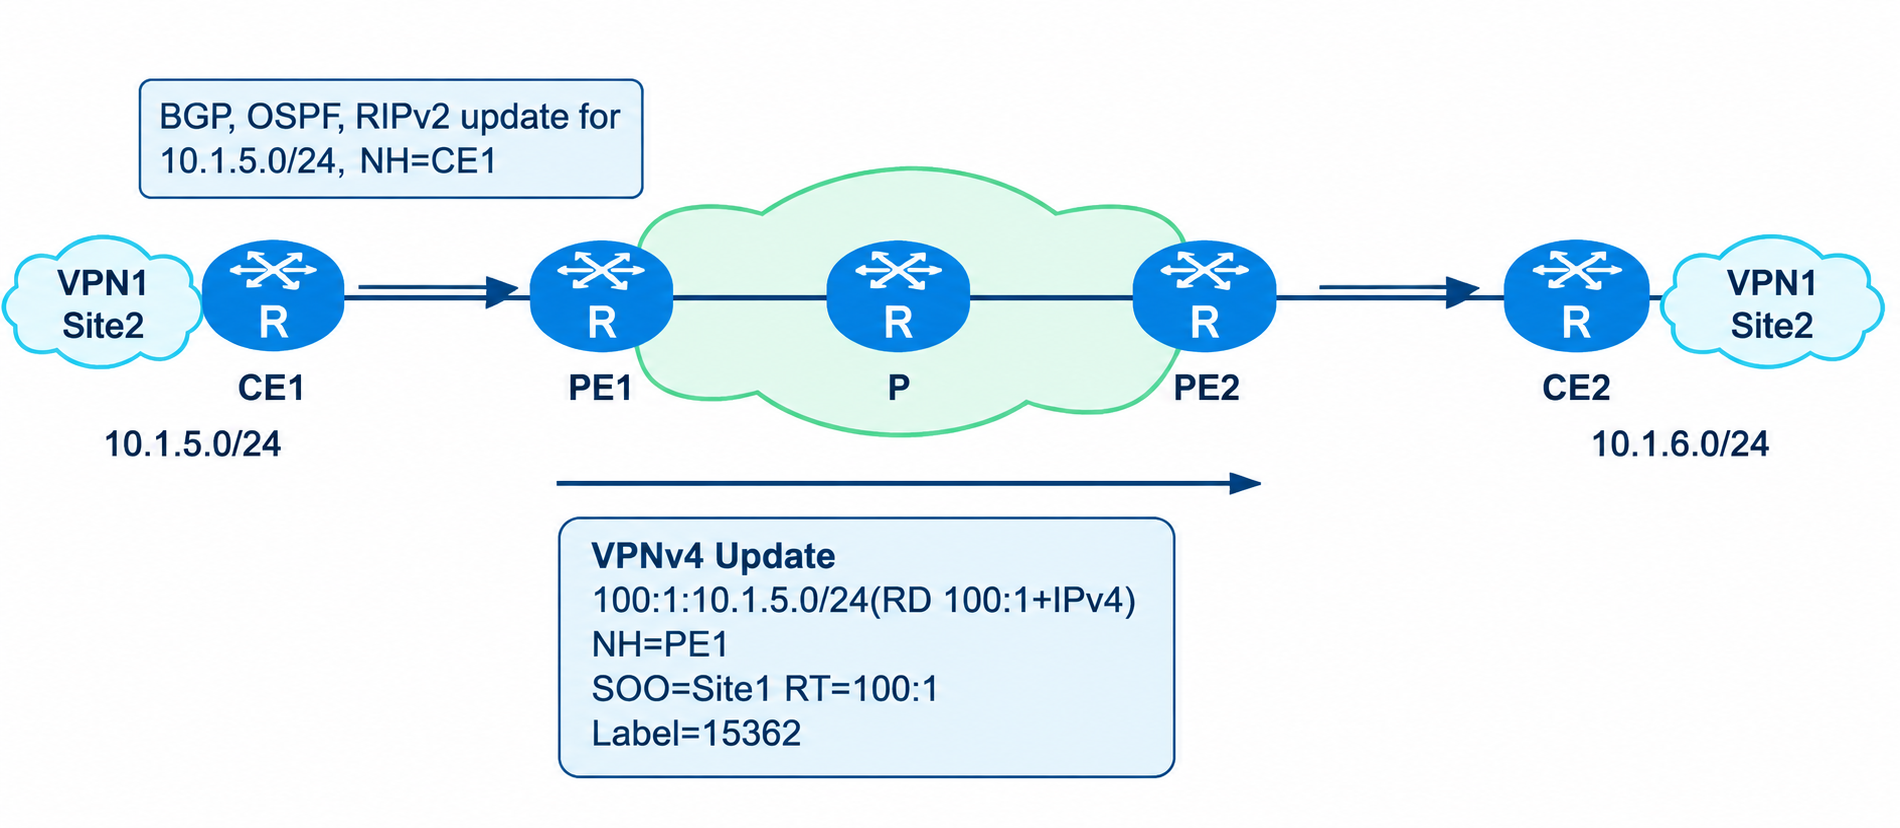 BGP, OSPF, RIPv2 update for
10.1.5.0/24, NH=CE1
VPN1
Site2
R
CE1
10.1.5.0/24
R
PE1
R
P
R
PE2
R
CE2
VPN1
Site2
10.1.6.0/24
VPNv4 Update
100:1:10.1.5.0/24(RD 100:1+IPv4)
NH=PE1
SOO=Site1 RT=100:1
Label=15362